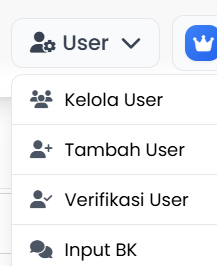 User
Kelola User
Tambah User
Verifikasi User
Input BK